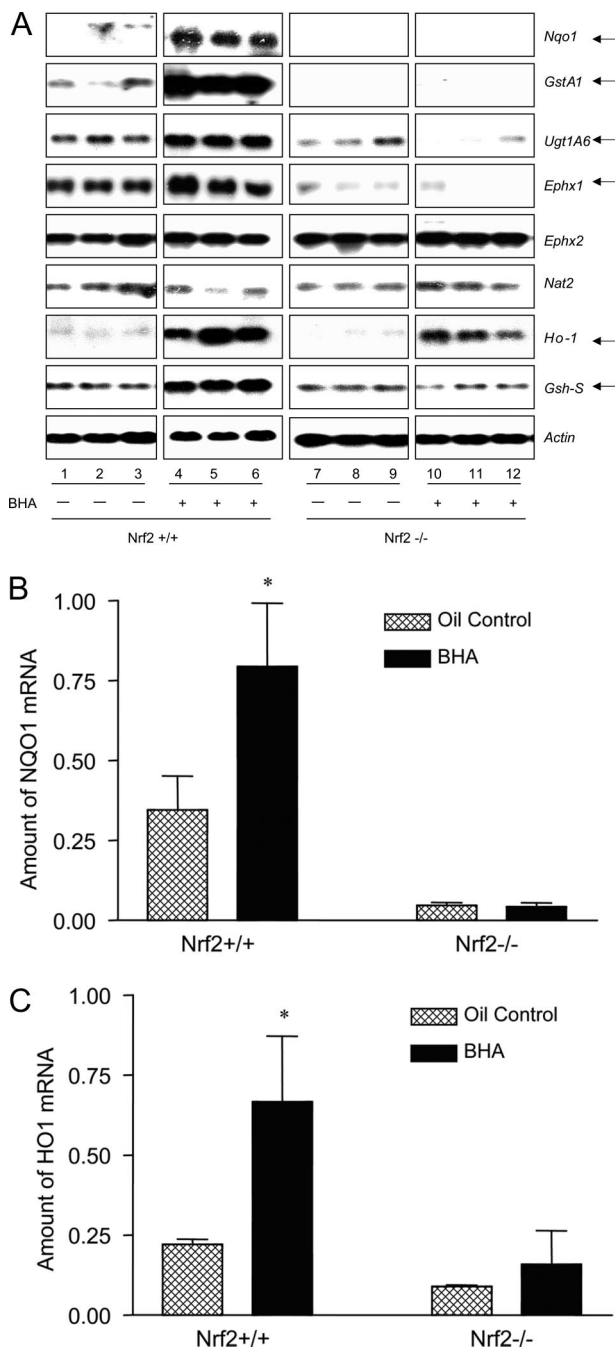 A
Nqo1
GstA1
Ugt1A6
Ephx1
Ephx2
Nat2
Ho-1
Gsh-S
Actin
1 2 3 4 5 6 7 8 9 10 11 12
BHA — — — + + + — — — + + +
Nrf2 +/+ Nrf2 -/-
B
Amount of NQO1 mRNA
1.00
0.75
0.50
0.25
0.00
*
Oil Control
BHA
Nrf2+/+ Nrf2-/-
C
Amount of HO1 mRNA
1.00
0.75
0.50
0.25
0.00
*
Oil Control
BHA
Nrf2+/+ Nrf2-/-